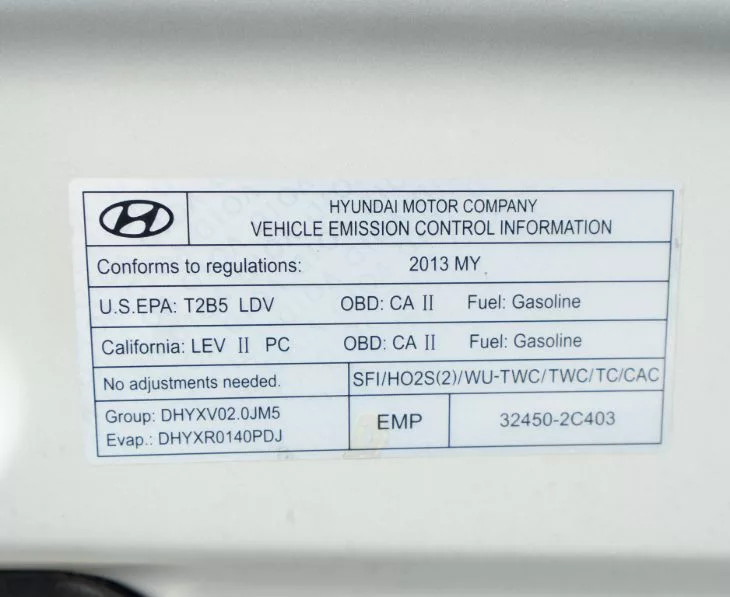 HYUNDAI MOTOR COMPANY
VEHICLE EMISSION CONTROL INFORMATION
Conforms to regulations: 2013 MY
U.S.EPA: T2B5 LDV OBD: CA II Fuel: Gasoline
California: LEV II PC OBD: CA II Fuel: Gasoline
No adjustments needed. SFI/HO2S(2)/WU-TWC/TWC/TC/CAC
Group: DHYXV02.0JM5
Evap.: DHYXR0140PDJ
EMP 32450-2C403